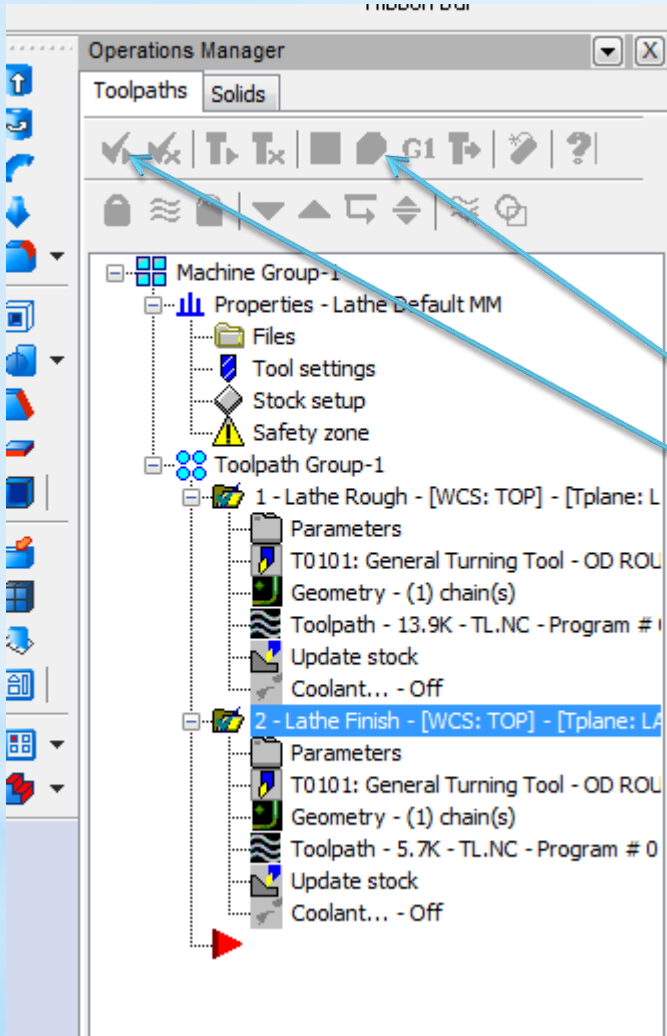 Ribbon Bar
Operations Manager
Toolpaths Solids
G1
Machine Group-1
Properties - Lathe Default MM
Files
Tool settings
Stock setup
Safety zone
Toolpath Group-1
1 - Lathe Rough - [WCS: TOP] - [Tplane: L
Parameters
T0101: General Turning Tool - OD ROU
Geometry - (1) chain(s)
Toolpath - 13.9K - TL.NC - Program #
Update stock
Coolant... - Off
2 - Lathe Finish - [WCS: TOP] - [Tplane: LA
Parameters
T0101: General Turning Tool - OD ROU
Geometry - (1) chain(s)
Toolpath - 5.7K - TL.NC - Program # 0
Update stock
Coolant... - Off